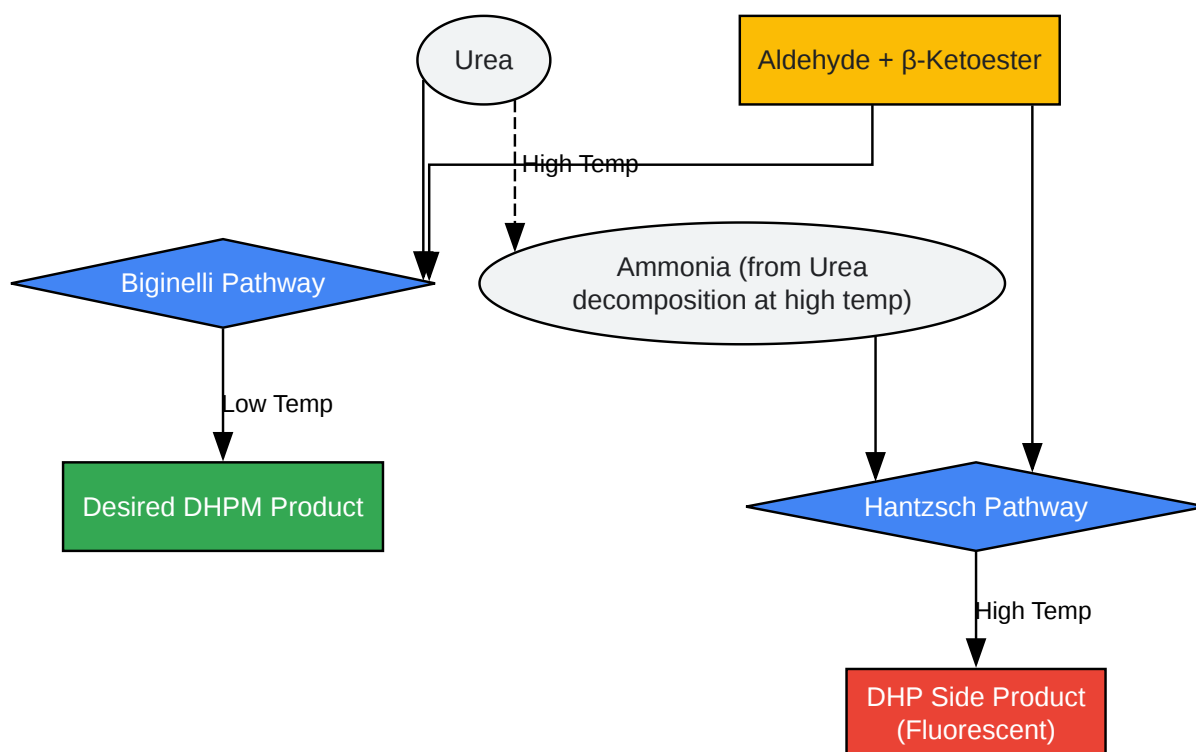 Urea
Aldehyde + β-Ketoester
High Temp
Ammonia (from Urea
decomposition at high temp)
Biginelli Pathway
Low Temp
Desired DHPM Product
Hantzsch Pathway
High Temp
DHP Side Product
(Fluorescent)